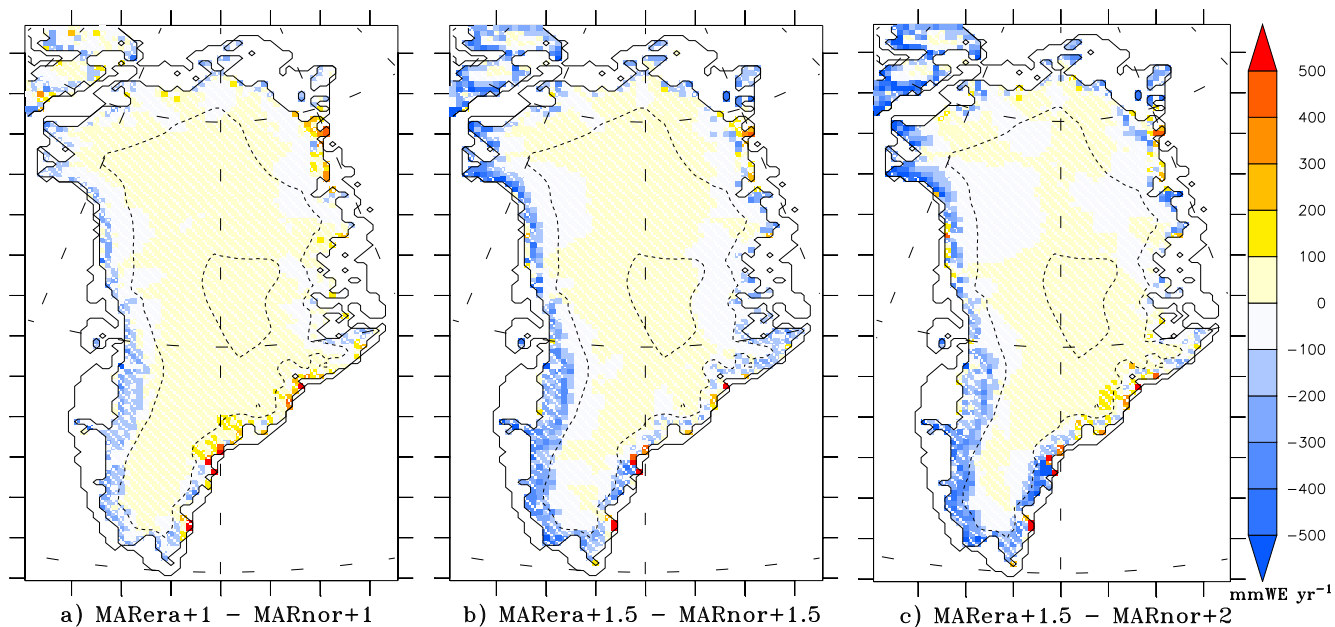 500
400
300
200
100
0
−100
−200
−300
−400
−500
mmWE yr⁻¹
a) MARera+1 − MARnor+1
b) MARera+1.5 − MARnor+1.5
c) MARera+1.5 − MARnor+2